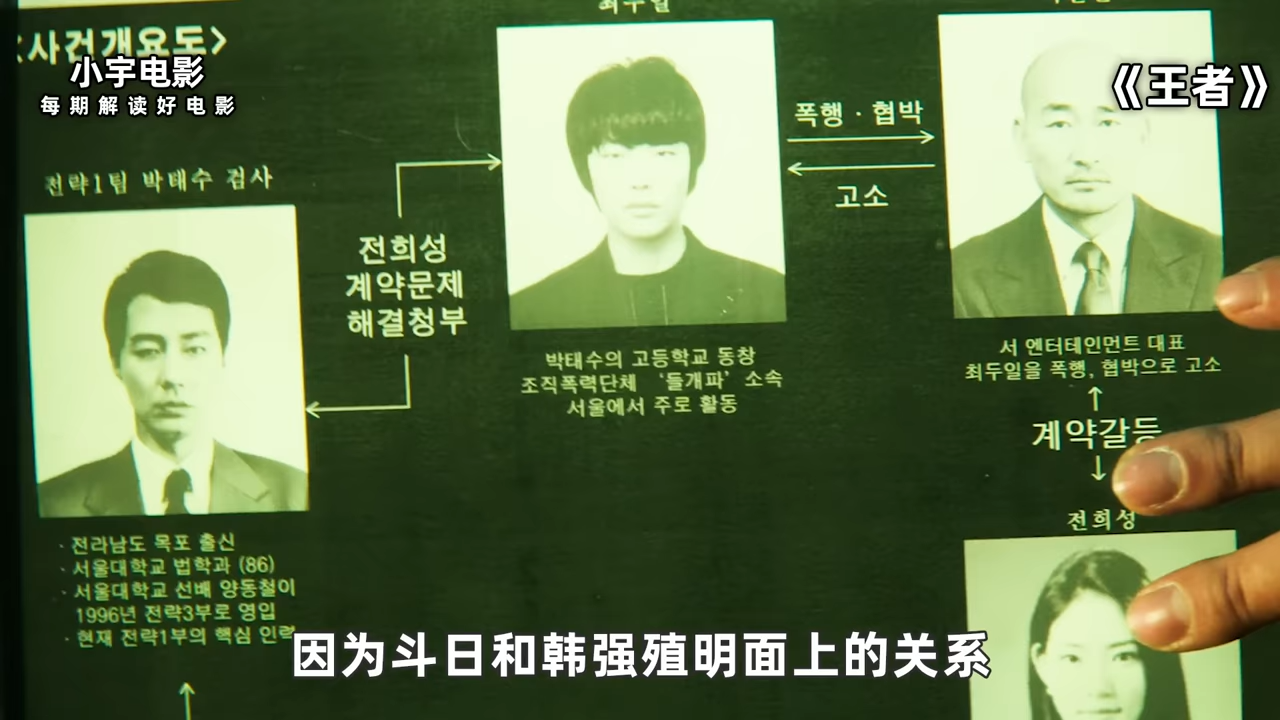 <사건개요도>
小宇电影
每期解读好电影
《王者》
최두일
폭행·협박
고소
전략1팀 박태수 검사
전희성
계약문제
해결청부
박태수의 고등학교 동창
조직폭력단체 '들개파' 소속
서울에서 주로 활동
서 엔터테인먼트 대표
최두일을 폭행, 협박으로 고소
계약갈등
전희성
· 전라남도 목포 출신
· 서울대학교 법학과 (86)
· 서울대학교 선배 양동철이
1996년 전략3부로 영입
· 현재 전략1부의 핵심 인력
因为斗日和韩强殖明面上的关系